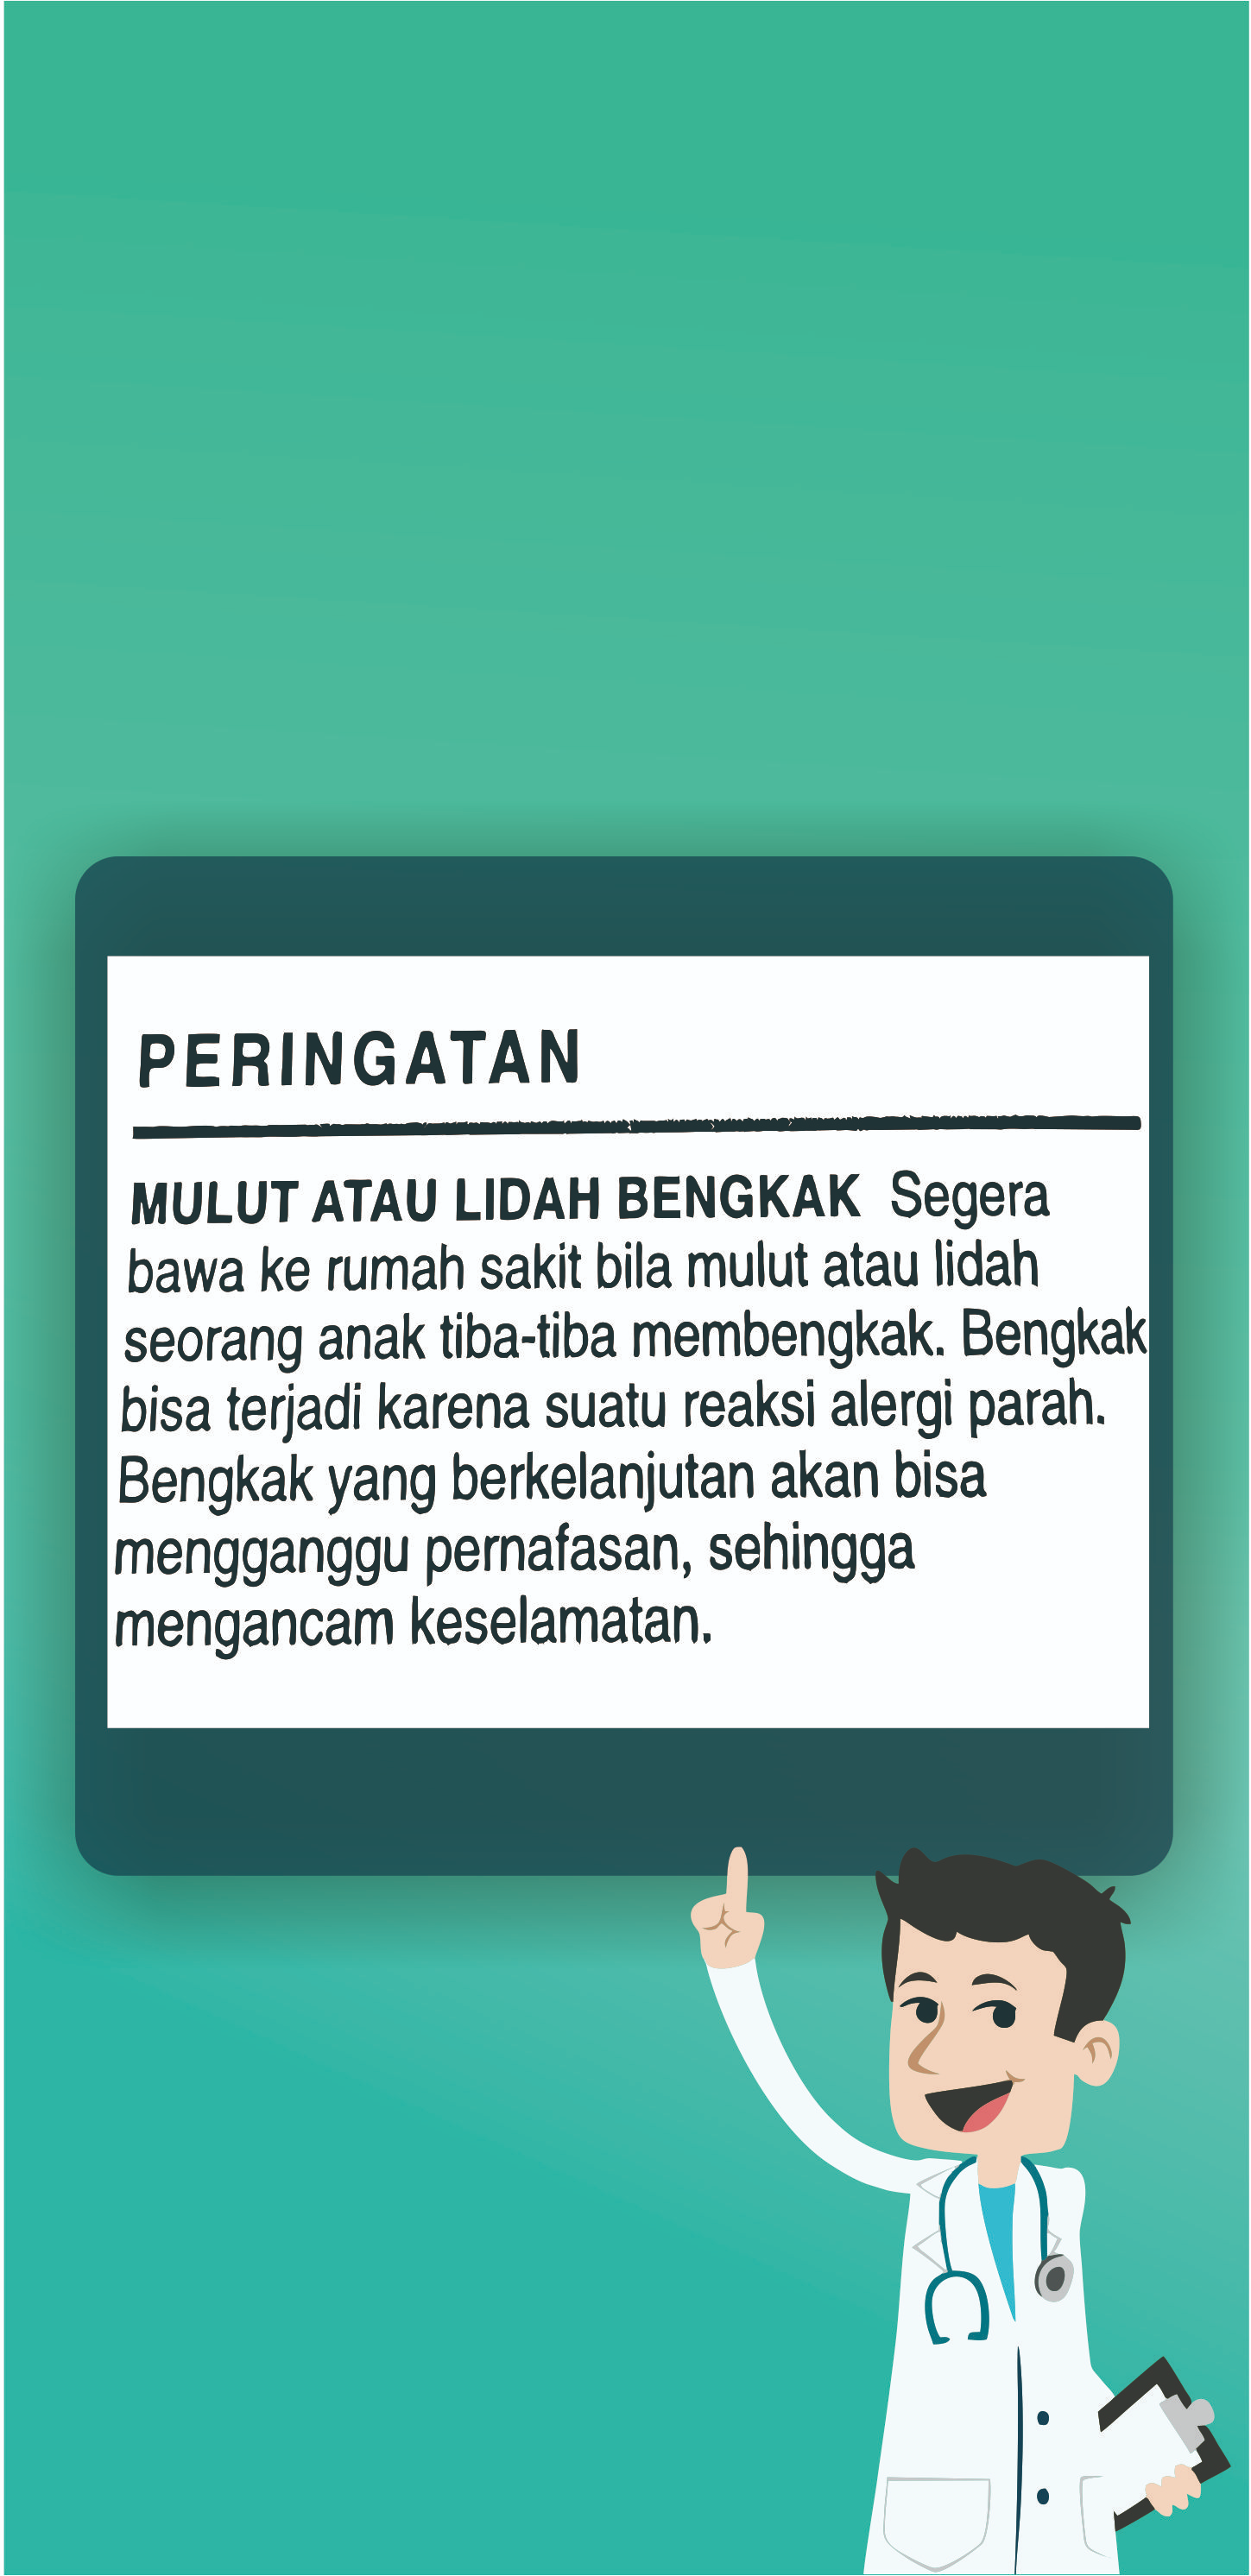 PERINGATAN
MULUT ATAU LIDAH BENGKAK Segera
bawa ke rumah sakit bila mulut atau lidah
seorang anak tiba-tiba membengkak. Bengkak
bisa terjadi karena suatu reaksi alergi parah.
Bengkak yang berkelanjutan akan bisa
mengganggu pernafasan, sehingga
mengancam keselamatan.